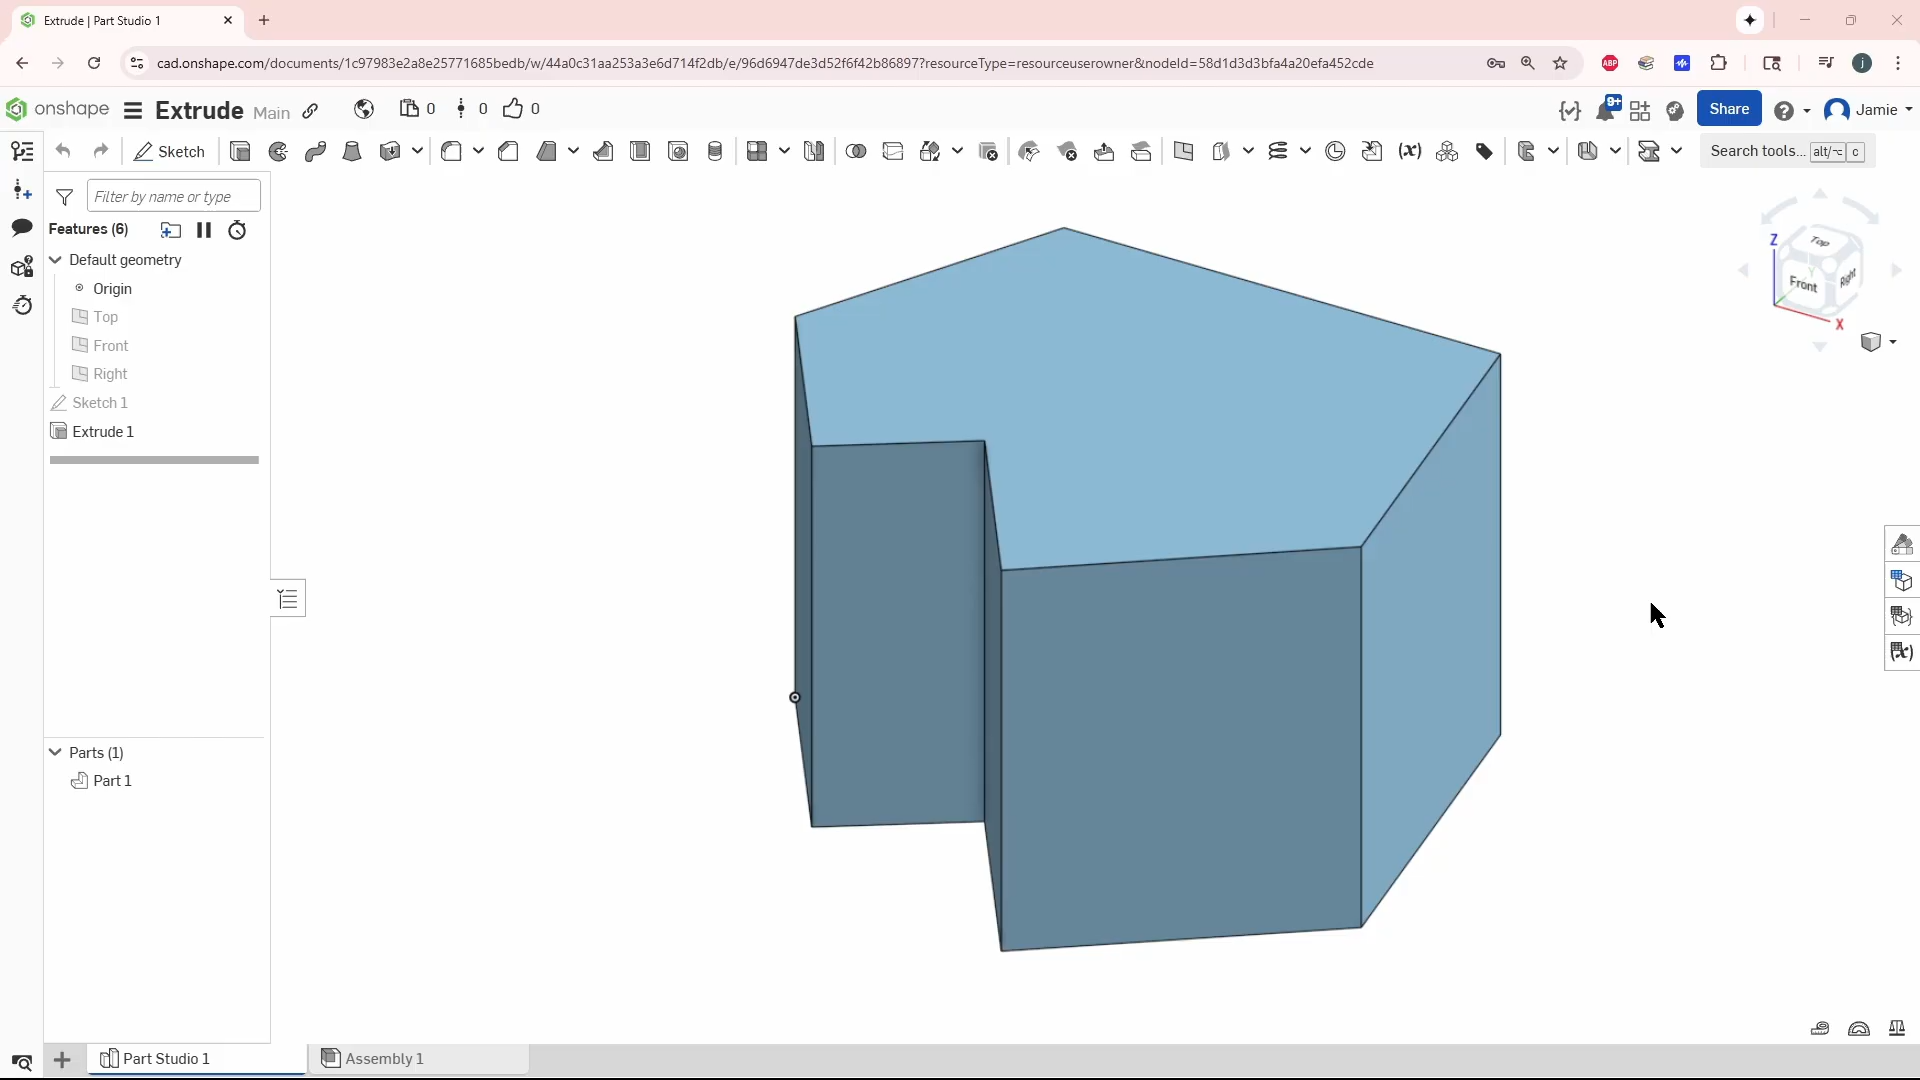 Extrude | Part Studio 1
cad.onshape.com/documents/1c97983e2a8e25771685bedb/w/44a0c31aa253a3e6d714f2db/e/96d6947de3d52f6f42b86897?resourceType=resourceuserowner&nodeId=58d1d3d3bfa4a20efa452cde
ABP
j
onshape
Extrude Main
0 0 0
9+
Share
Jamie
Sketch
(x)
Search tools... alt/⌥ c
Filter by name or type
Features (6)
Default geometry
Origin
Top
Front
Right
Sketch 1
Extrude 1
Z
Top
Front
Right
Y
X
(x)
Parts (1)
Part 1
Part Studio 1
Assembly 1